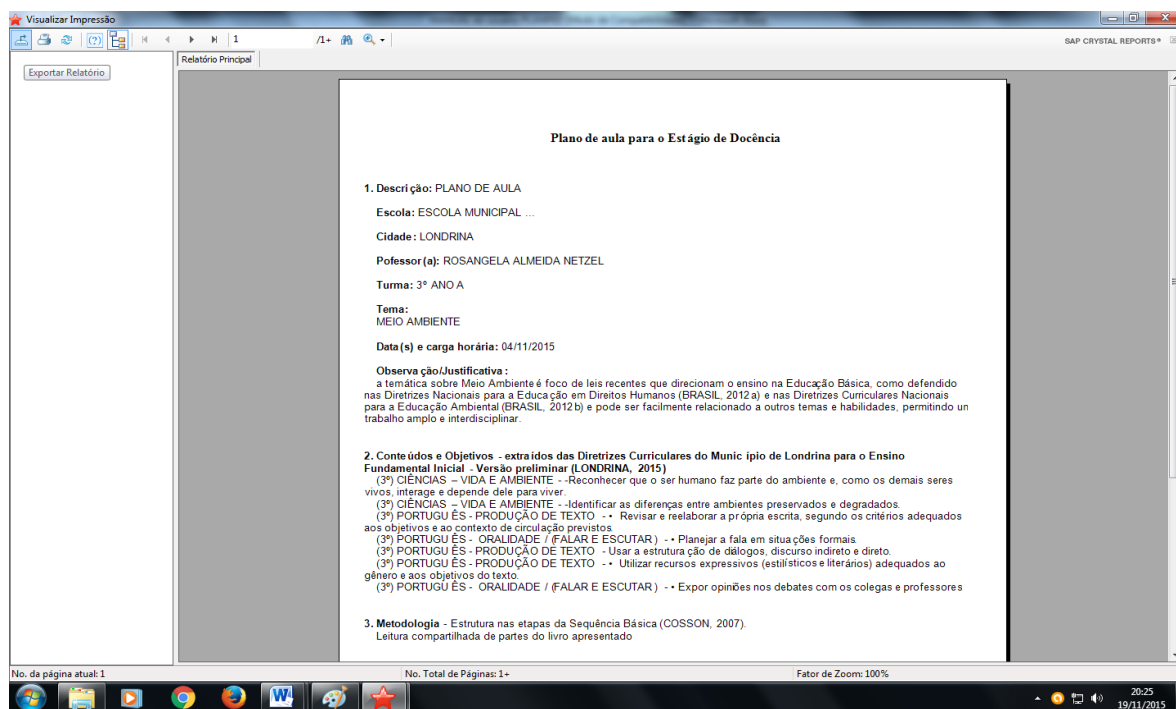 Visualizar Impressão
1 /1+
SAP CRYSTAL REPORTS®
Exportar Relatório
Relatório Principal
Plano de aula para o Estágio de Docência
1. Descrição: PLANO DE AULA
Escola: ESCOLA MUNICIPAL ...
Cidade: LONDRINA
Pofessor(a): ROSANGELA ALMEIDA NETZEL
Turma: 3º ANO A
Tema:
MEIO AMBIENTE
Data(s) e carga horária: 04/11/2015
Observação/Justificativa:
a temática sobre Meio Ambiente é foco de leis recentes que direcionam o ensino na Educação Básica, como defendido
nas Diretrizes Nacionais para a Educação em Direitos Humanos (BRASIL, 2012a) e nas Diretrizes Curriculares Nacionais
para a Educação Ambiental (BRASIL, 2012b) e pode ser facilmente relacionado a outros temas e habilidades, permitindo un
trabalho amplo e interdisciplinar.
2. Conteúdos e Objetivos - extraídos das Diretrizes Curriculares do Município de Londrina para o Ensino
Fundamental Inicial - Versão preliminar (LONDRINA, 2015)
(3º) CIÊNCIAS – VIDA E AMBIENTE - -Reconhecer que o ser humano faz parte do ambiente e, como os demais seres
vivos, interage e depende dele para viver.
(3º) CIÊNCIAS – VIDA E AMBIENTE - -Identificar as diferenças entre ambientes preservados e degradados.
(3º) PORTUGUÊS - PRODUÇÃO DE TEXTO - • Revisar e reelaborar a própria escrita, segundo os critérios adequados
aos objetivos e ao contexto de circulação previstos.
(3º) PORTUGUÊS - ORALIDADE / (FALAR E ESCUTAR) - • Planejar a fala em situações formais.
(3º) PORTUGUÊS - PRODUÇÃO DE TEXTO - Usar a estruturação de diálogos, discurso indireto e direto.
(3º) PORTUGUÊS - PRODUÇÃO DE TEXTO - • Utilizar recursos expressivos (estilísticos e literários) adequados ao
gênero e aos objetivos do texto.
(3º) PORTUGUÊS - ORALIDADE / (FALAR E ESCUTAR) - • Expor opiniões nos debates com os colegas e professores
3. Metodologia - Estrutura nas etapas da Sequência Básica (COSSON, 2007).
Leitura compartilhada de partes do livro apresentado
No. da página atual: 1 No. Total de Páginas: 1+ Fator de Zoom: 100%
20:25
19/11/2015